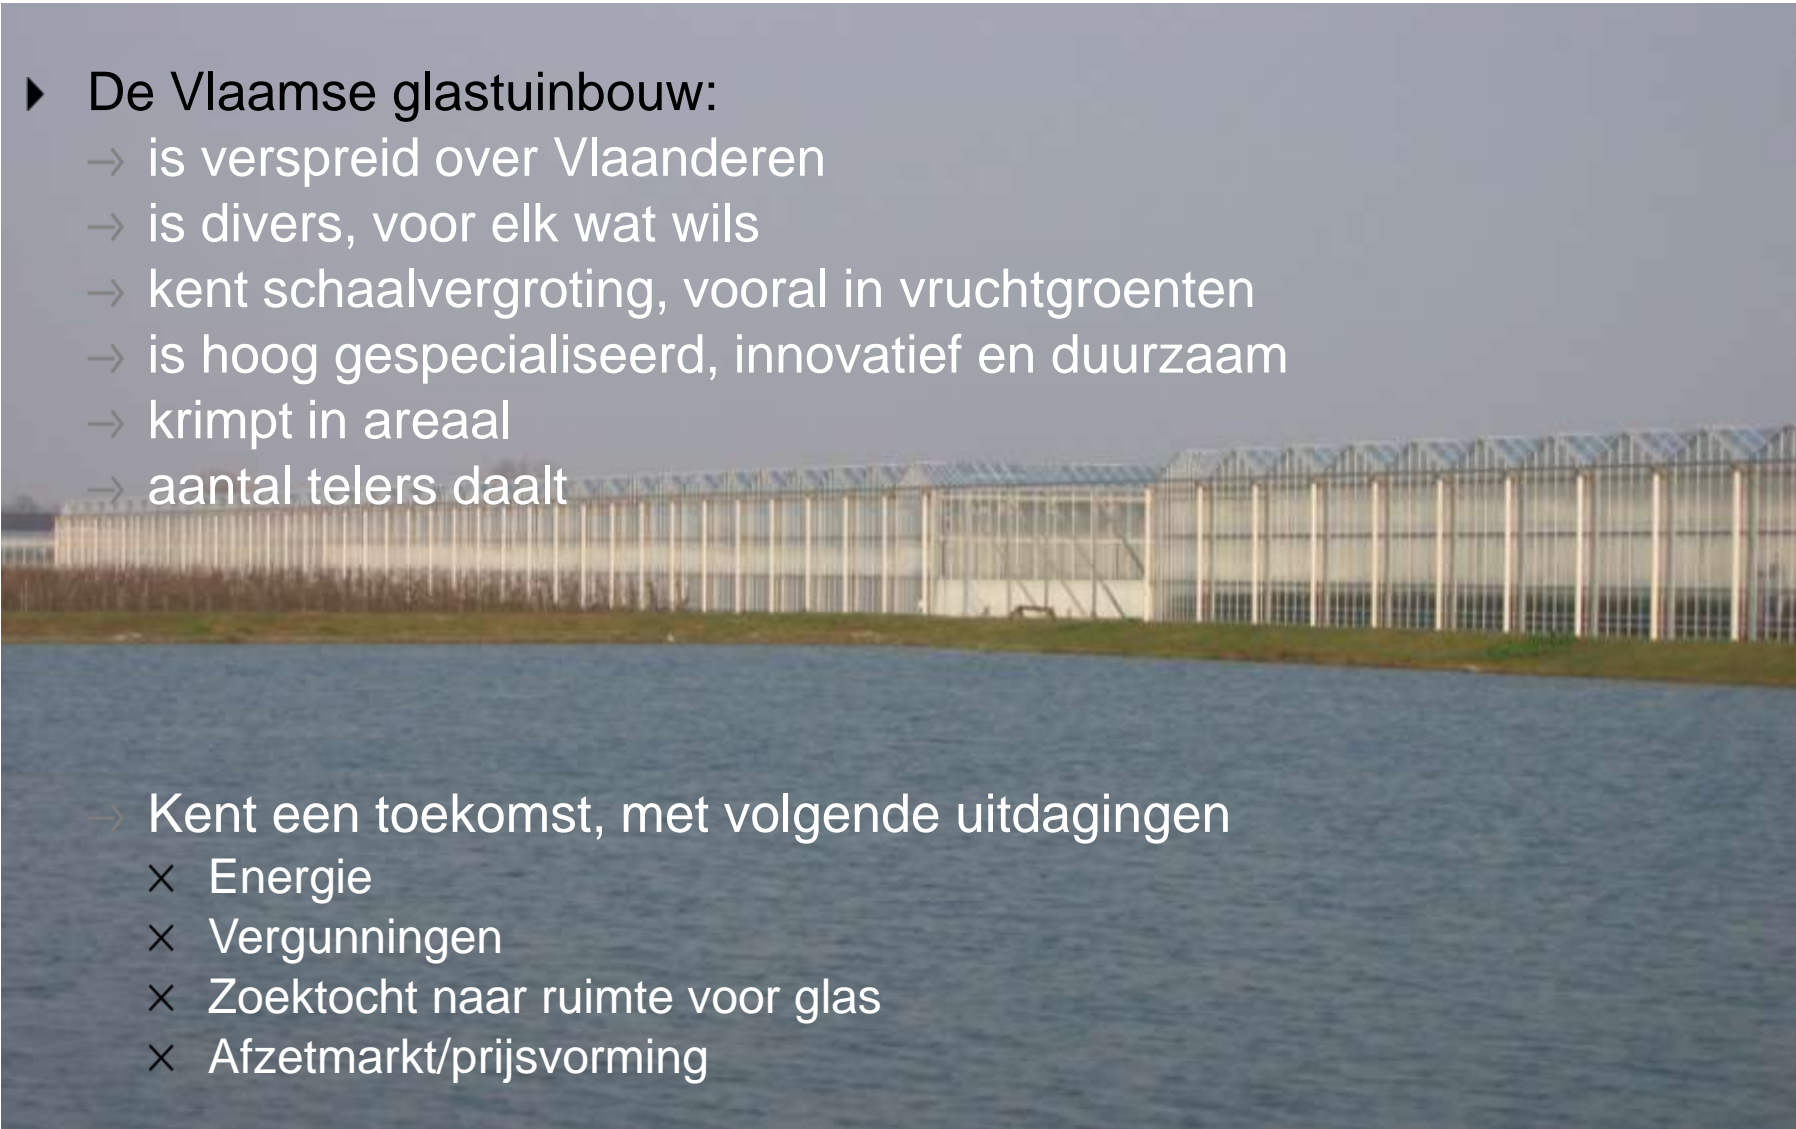 De Vlaamse glastuinbouw:
is verspreid over Vlaanderen
is divers, voor elk wat wils
kent schaalvergroting, vooral in vruchtgroenten
is hoog gespecialiseerd, innovatief en duurzaam
krimpt in areaal
aantal telers daalt
Kent een toekomst, met volgende uitdagingen
Energie
Vergunningen
Zoektocht naar ruimte voor glas
Afzetmarkt/prijsvorming